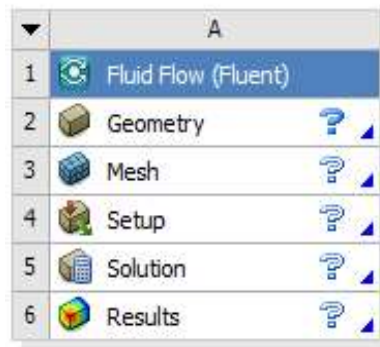 A
1 Fluid Flow (Fluent)
2 Geometry ?
3 Mesh ?
4 Setup ?
5 Solution ?
6 Results ?